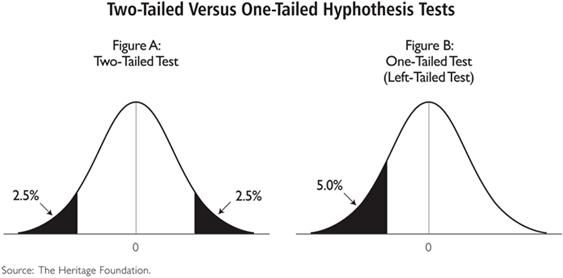 Two-Tailed Versus One-Tailed Hyphothesis Tests
Figure A:
Two-Tailed Test
2.5%
2.5%
0
Figure B:
One-Tailed Test
(Left-Tailed Test)
5.0%
0
Source: The Heritage Foundation.